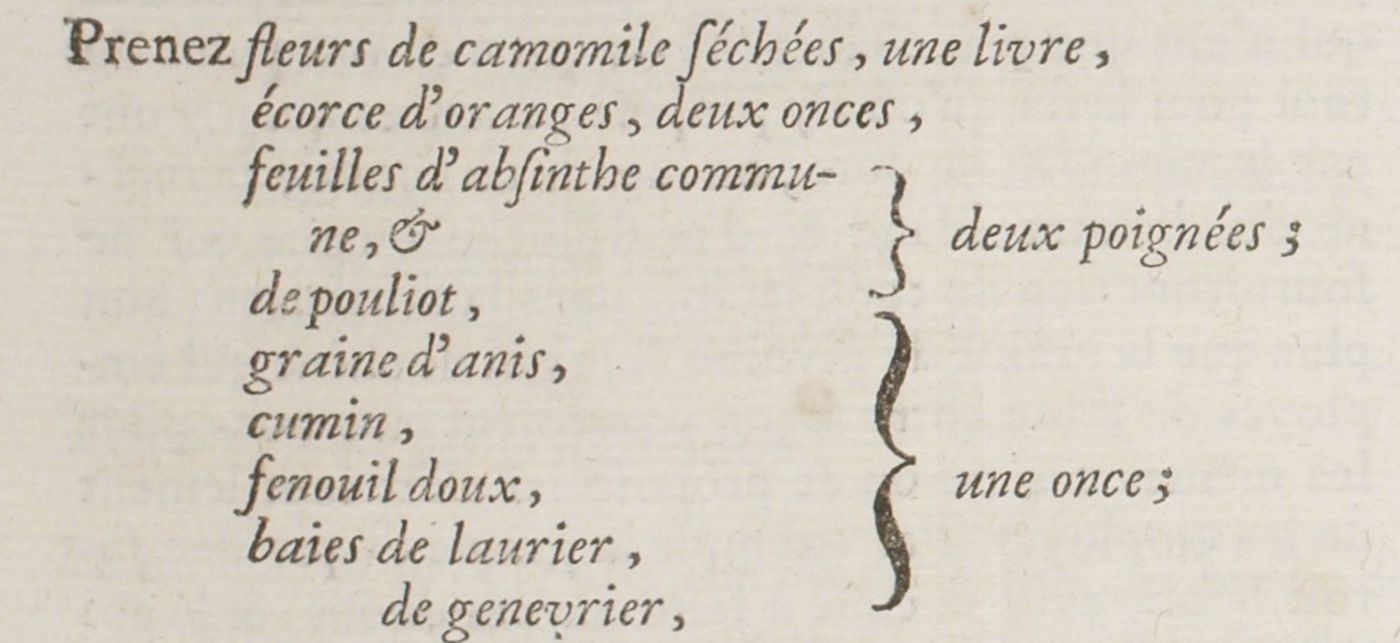 Prenez fleurs de camomile ſéchées, une livre,
écorce d'oranges, deux onces,
feuilles d'abſinthe commu-
ne, &
deux poignées;
de pouliot,
graine d'anis,
cumin,
fenouil doux,
une once;
baies de laurier,
de genevrier,